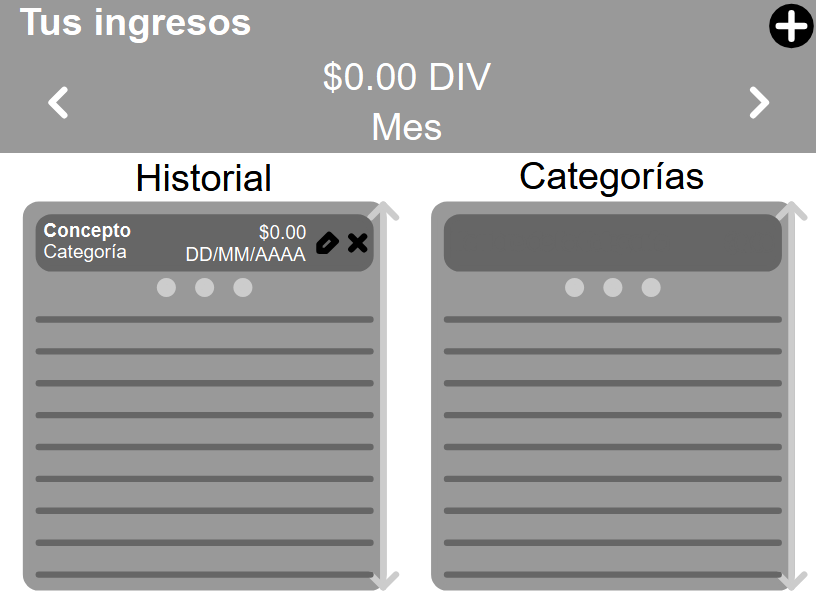 Tus ingresos
$0.00 DIV
Mes
Historial
Categorías
Concepto
$0.00
Categoría
DD/MM/AAAA